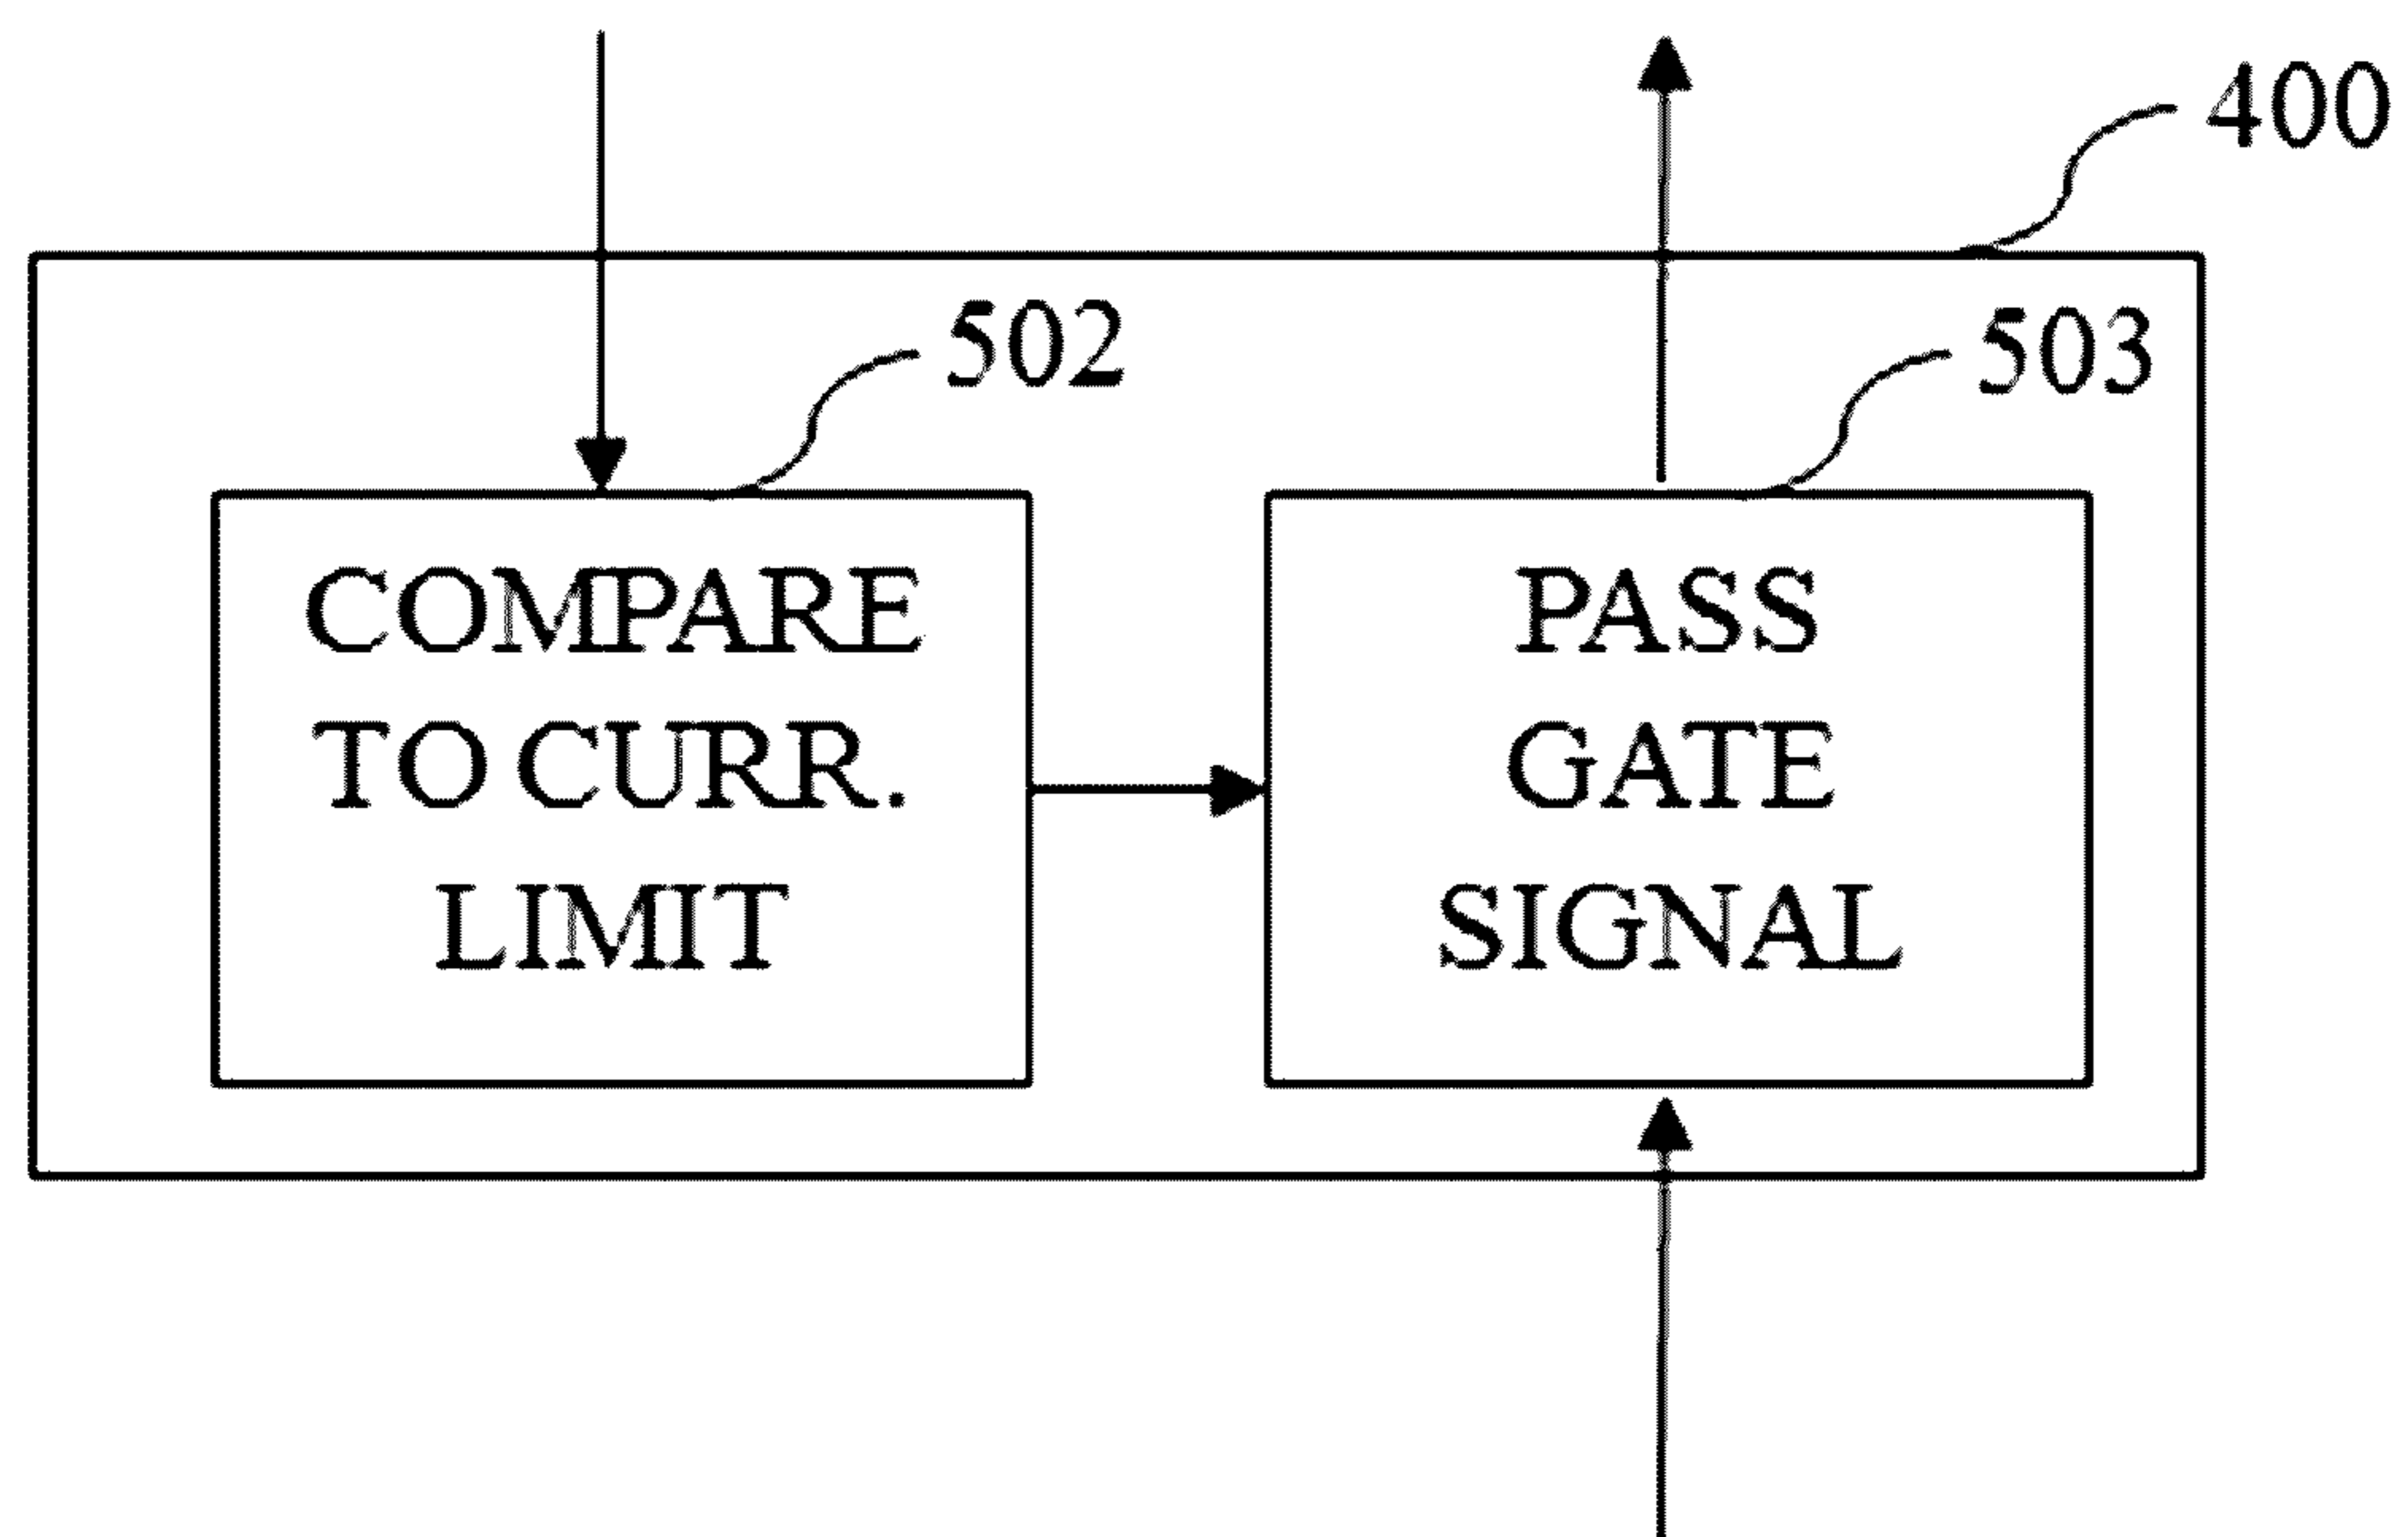 400
502
503
COMPARE
TO CURR.
LIMIT
PASS
GATE
SIGNAL